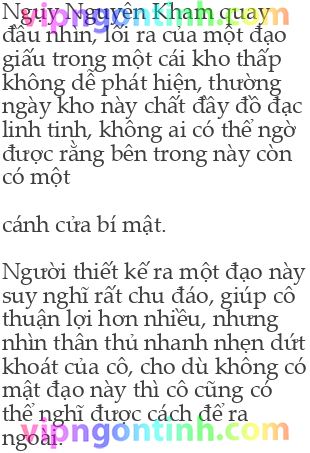 Ngụy Nguyên Kham quay
đầu nhìn, lối ra của một đạo
giấu trong một cái kho thấp
không dễ phát hiện, thường
ngày kho này chất đầy đồ đạc
linh tinh, không ai có thể ngờ
được rằng bên trong này còn
có một
cánh cửa bí mật.
Người thiết kế ra một đạo này
suy nghĩ rất chu đáo, giúp cô
thuận lợi hơn nhiều, nhưng
nhìn thân thủ nhanh nhẹn dứt
khoát của cô, cho dù không có
mật đạo này thì cô cũng có
thể nghĩ được cách để ra
ngoài.
vipngontinh.com
vipngontinh.com